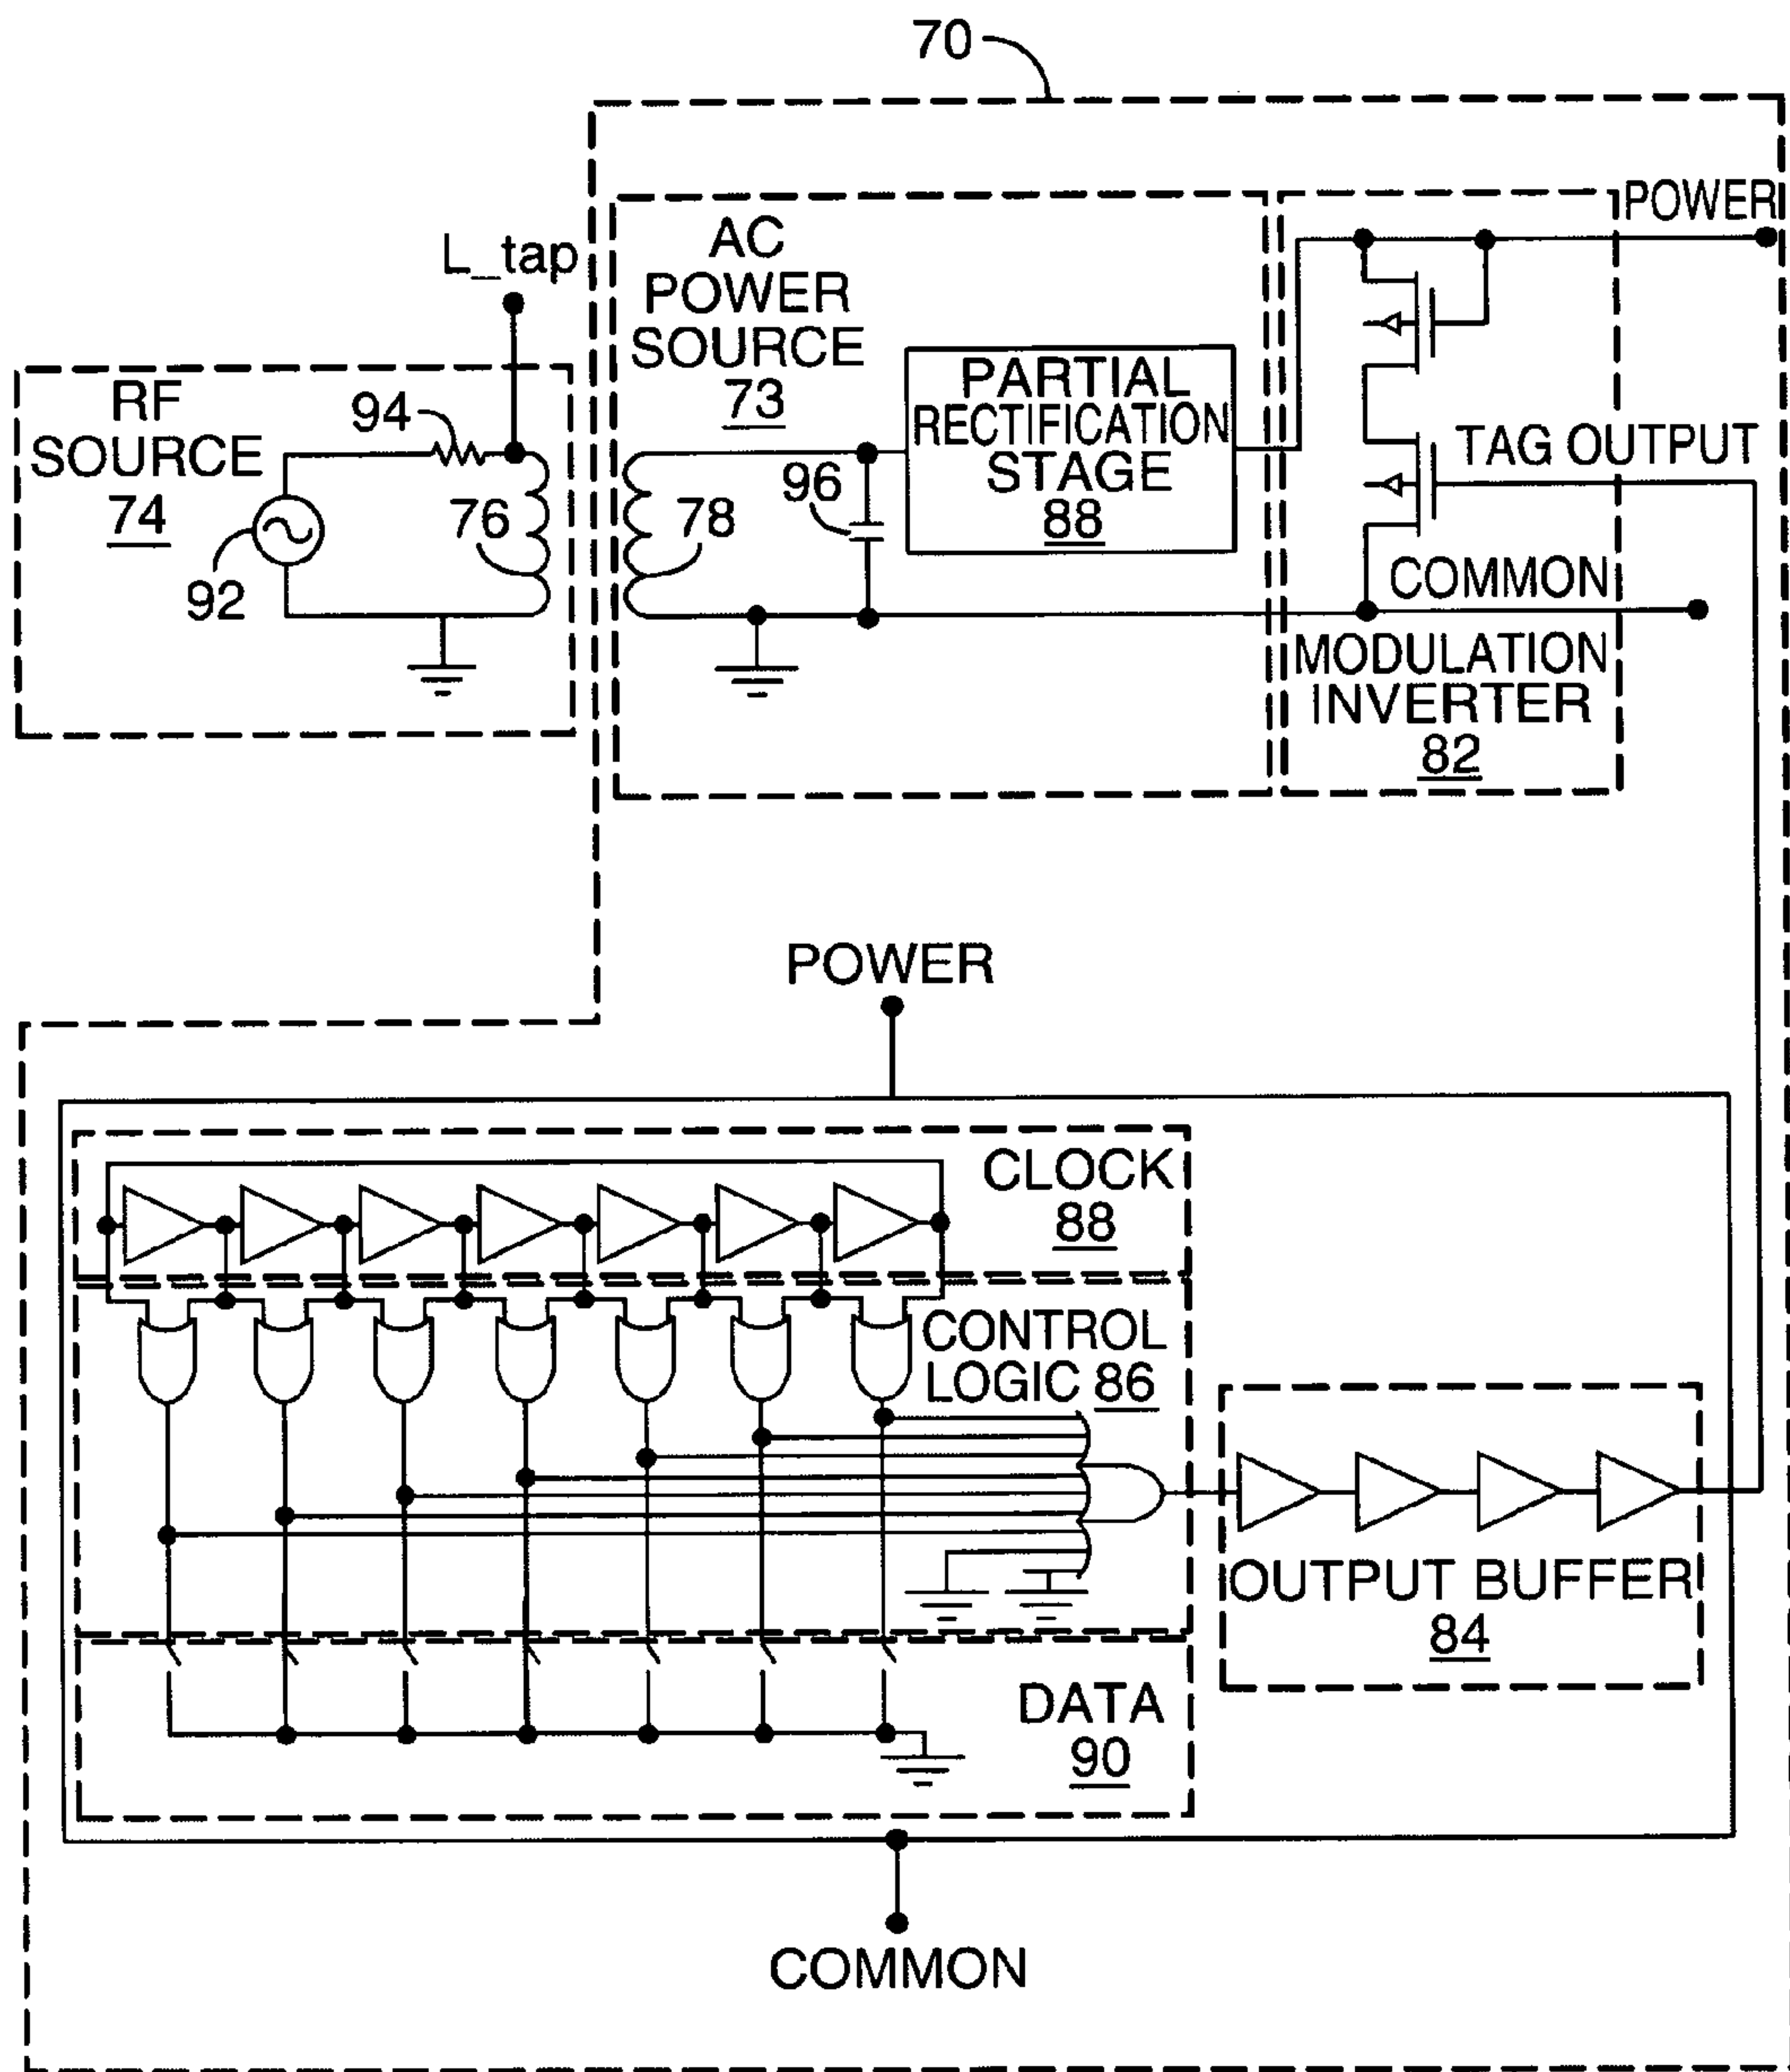 70
POWER
L_tap
AC
POWER
SOURCE
73
RF
SOURCE
74
94
92
76
78
96
PARTIAL
RECTIFICATION
STAGE
88
TAG OUTPUT
COMMON
MODULATION
INVERTER
82
POWER
CLOCK
88
CONTROL
LOGIC 86
OUTPUT BUFFER
84
DATA
90
COMMON